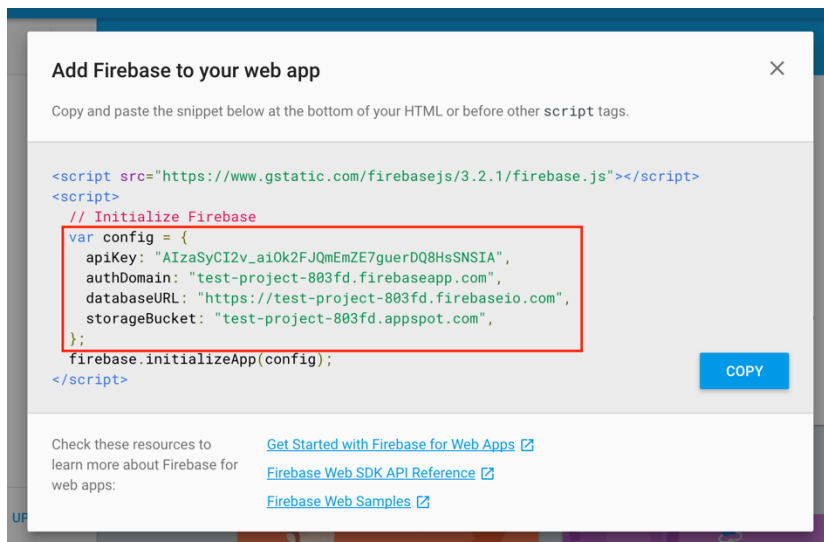 Add Firebase to your web app
Copy and paste the snippet below at the bottom of your HTML or before other script tags.
<script src="https://www.gstatic.com/firebasejs/3.2.1/firebase.js"></script>
<script>
// Initialize Firebase
var config = {
apiKey: "AIzaSyCI2v_aiOk2FJQmEmZE7guerDQ8HsSNSIA",
authDomain: "test-project-803fd.firebaseapp.com",
databaseURL: "https://test-project-803fd.firebaseio.com",
storageBucket: "test-project-803fd.appspot.com",
};
firebase.initializeApp(config);
</script>
COPY
Check these resources to
learn more about Firebase for
web apps:
Get Started with Firebase for Web Apps
Firebase Web SDK API Reference
Firebase Web Samples